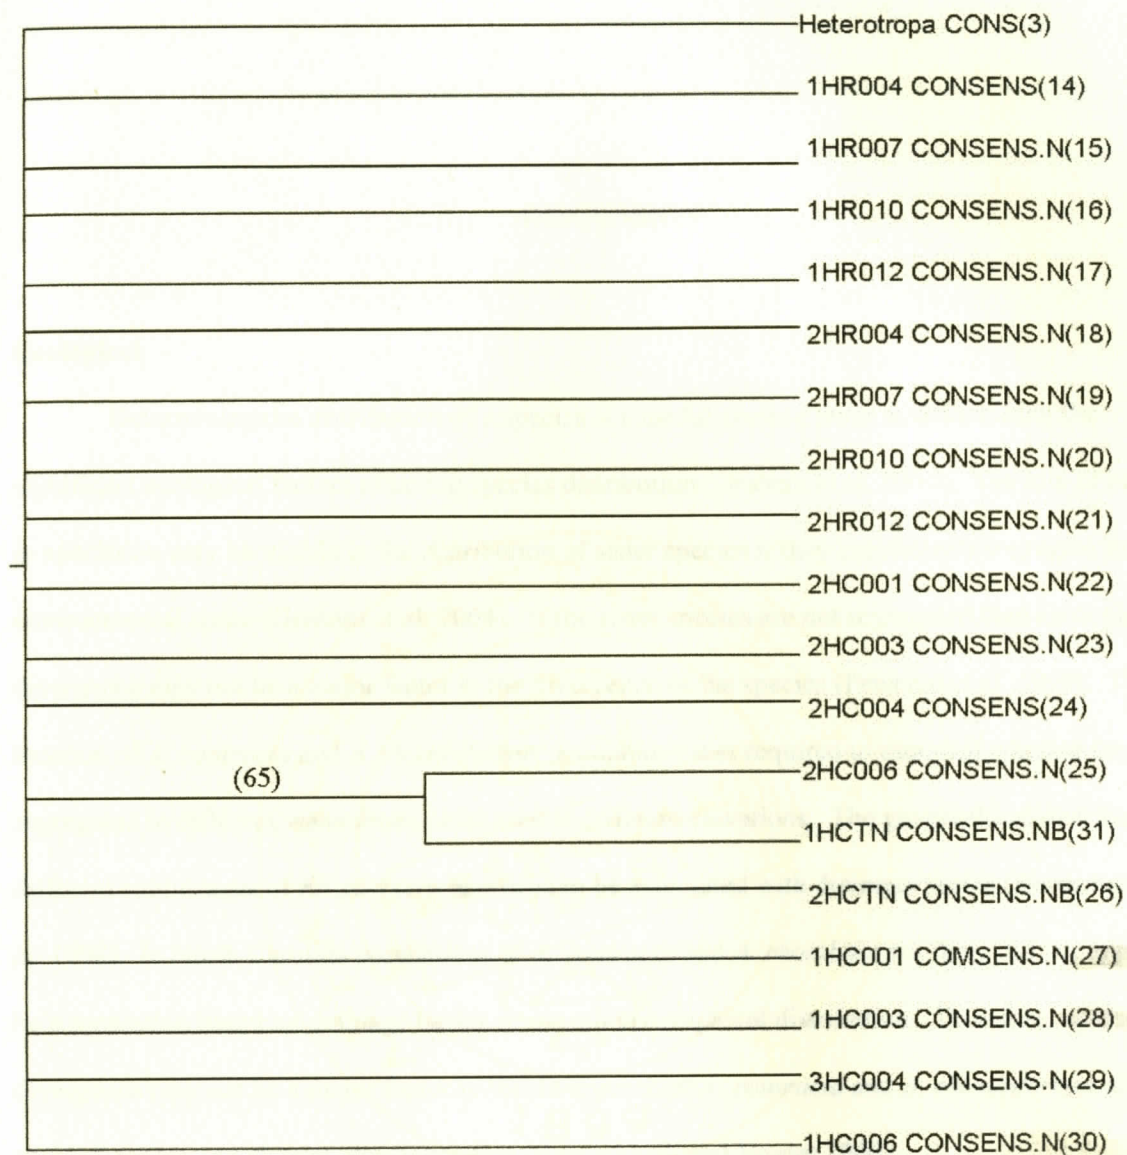 Heterotropa CONS(3)
1HR004 CONSENS(14)
1HR007 CONSENS.N(15)
1HR010 CONSENS.N(16)
1HR012 CONSENS.N(17)
2HR004 CONSENS.N(18)
2HR007 CONSENS.N(19)
2HR010 CONSENS.N(20)
2HR012 CONSENS.N(21)
2HC001 CONSENS.N(22)
2HC003 CONSENS.N(23)
2HC004 CONSENS(24)
(65)
2HC006 CONSENS.N(25)
1HCTN CONSENS.NB(31)
2HCTN CONSENS.NB(26)
1HC001 COMSENS.N(27)
1HC003 CONSENS.N(28)
3HC004 CONSENS.N(29)
1HC006 CONSENS.N(30)